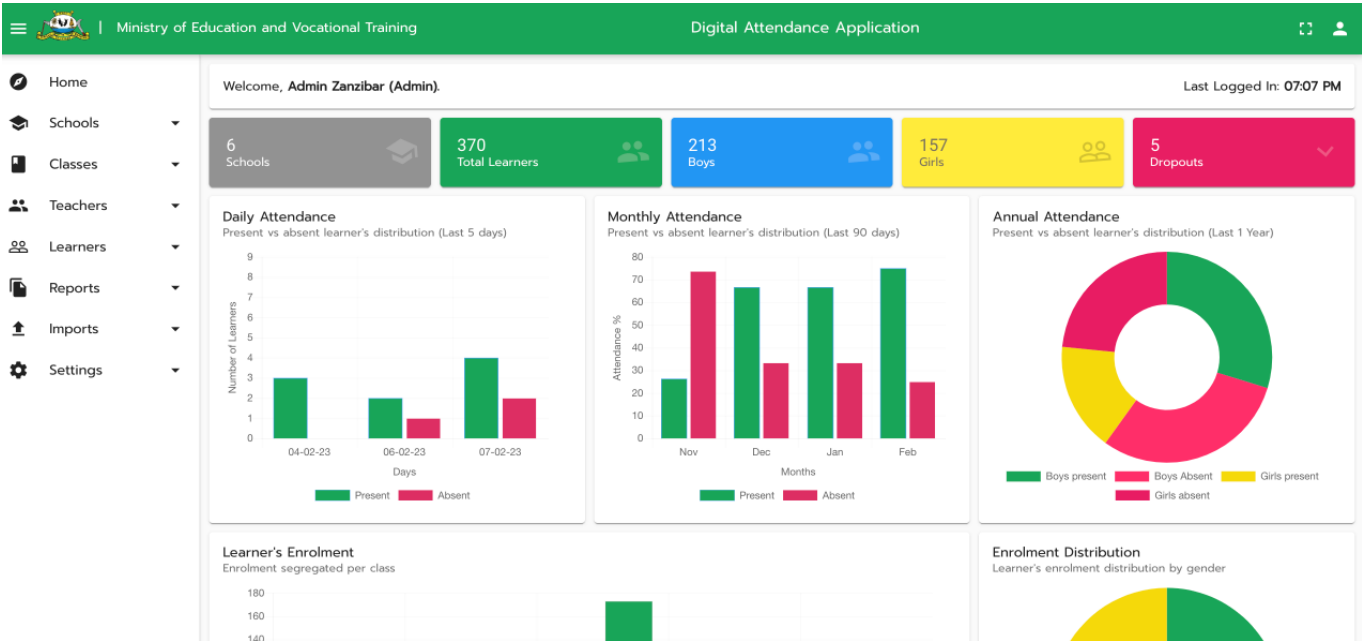 | Ministry of Education and Vocational Training
Digital Attendance Application
Home
Schools
Classes
Teachers
Learners
Reports
Imports
Settings
Welcome, Admin Zanzibar (Admin).
Last Logged In: 07:07 PM
6
Schools
370
Total Learners
213
Boys
157
Girls
5
Dropouts
Daily Attendance
Present vs absent learner's distribution (Last 5 days)
9
8
7
6
5
4
3
2
1
0
Number of Learners
04-02-23 06-02-23 07-02-23
Days
Present Absent
Monthly Attendance
Present vs absent learner's distribution (Last 90 days)
80
70
60
50
40
30
20
10
0
Attendance %
Nov Dec Jan Feb
Months
Present Absent
Annual Attendance
Present vs absent learner's distribution (Last 1 Year)
Boys present Boys Absent Girls present
Girls absent
Learner's Enrolment
Enrolment segregated per class
180
160
140
Enrolment Distribution
Learner's enrolment distribution by gender